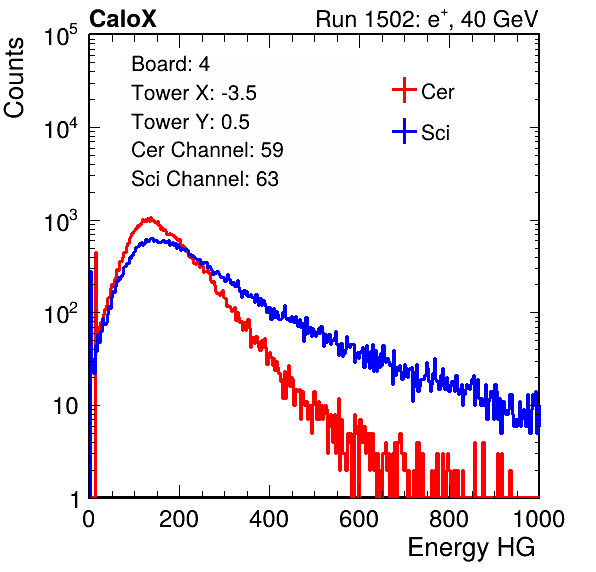 CaloX Run 1502: e⁺, 40 GeV
Counts
Board: 4
Tower X: -3.5
Tower Y: 0.5
Cer Channel: 59
Sci Channel: 63
Cer
Sci
10⁵
10⁴
10³
10²
10
1
0 200 400 600 800 1000
Energy HG